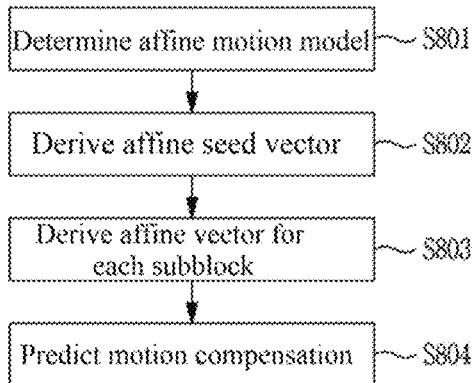 Determine affine motion model S801
Derive affine seed vector S802
Derive affine vector for
each subblock S803
Predict motion compensation S804